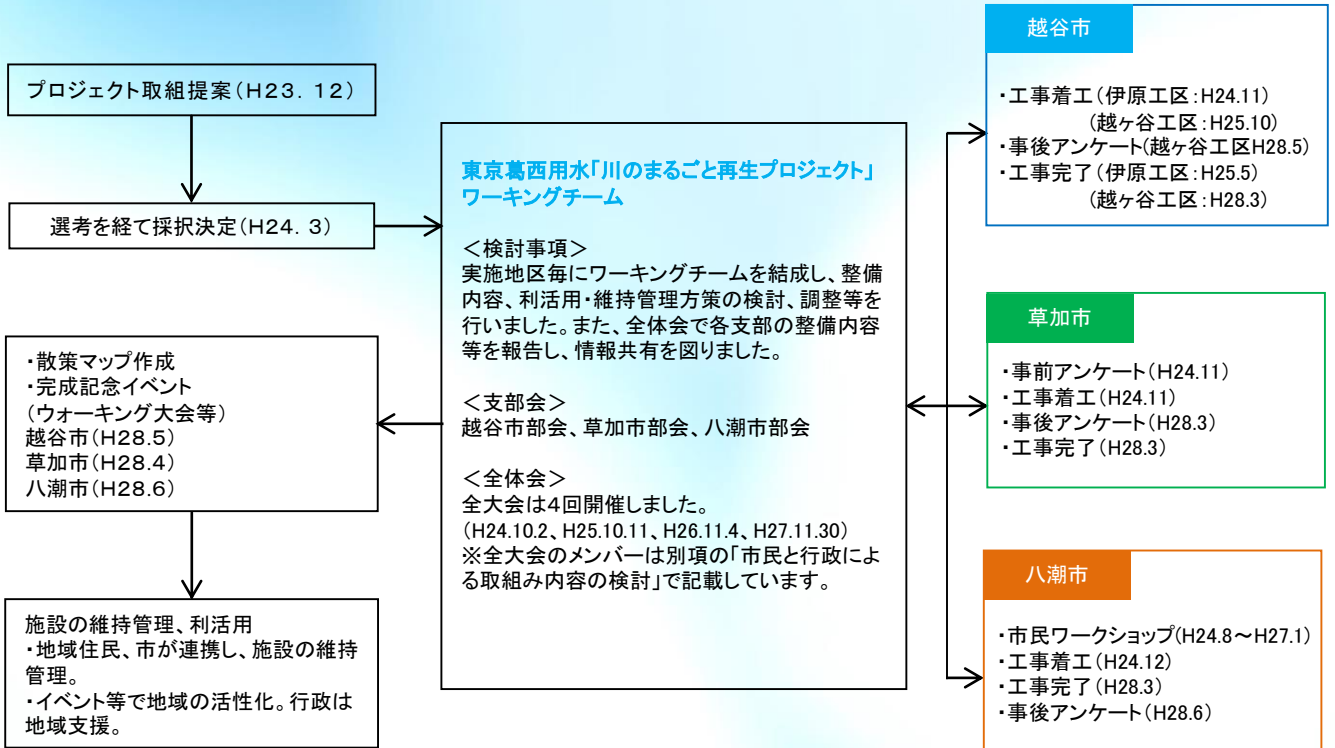 プロジェクト取組提案(H23.12)
選考を経て採択決定(H24.3)
・散策マップ作成
・完成記念イベント
(ウォーキング大会等)
越谷市(H28.5)
草加市(H28.4)
八潮市(H28.6)
施設の維持管理、利活用
・地域住民、市が連携し、施設の維持
管理。
・イベント等で地域の活性化。行政は
地域支援。
東京葛西用水「川のまるごと再生プロジェクト」
ワーキングチーム
<検討事項>
実施地区毎にワーキングチームを結成し、整備
内容、利活用・維持管理方策の検討、調整等を
行いました。また、全体会で各支部の整備内容
等を報告し、情報共有を図りました。
<支部会>
越谷市部会、草加市部会、八潮市部会
<全体会>
全大会は4回開催しました。
(H24.10.2、H25.10.11、H26.11.4、H27.11.30)
※全大会のメンバーは別項の「市民と行政によ
る取組み内容の検討」で記載しています。
越谷市
・工事着工(伊原工区:H24.11)
(越ヶ谷工区:H25.10)
・事後アンケート(越ヶ谷工区H28.5)
・工事完了(伊原工区:H25.5)
(越ヶ谷工区:H28.3)
草加市
・事前アンケート(H24.11)
・工事着工(H24.11)
・事後アンケート(H28.3)
・工事完了(H28.3)
八潮市
・市民ワークショップ(H24.8~H27.1)
・工事着工(H24.12)
・工事完了(H28.3)
・事後アンケート(H28.6)